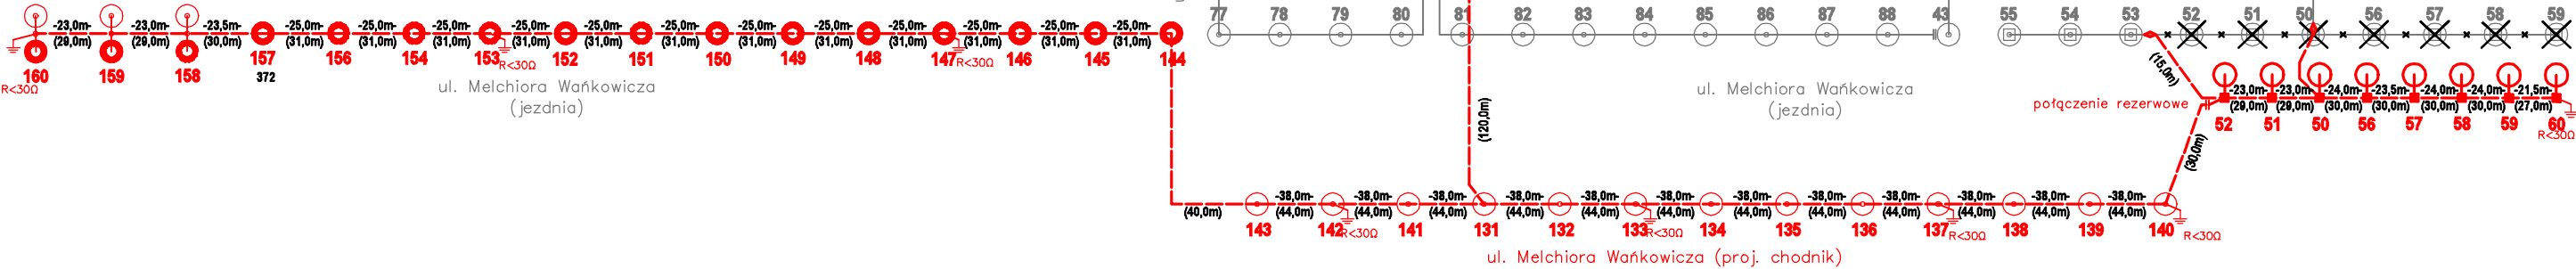 77 78 79 80 81 82 83 84 85 86 87 88 43 55 54 53 52 51 50 56 57 58 59
-23,0m- -23,0m- -23,5m- -25,0m- -25,0m- -25,0m- -25,0m- -25,0m- -25,0m- -25,0m- -25,0m- -25,0m- -25,0m- -25,0m- -25,0m-
(29,0m) (29,0m) (30,0m) (31,0m) (31,0m) (31,0m) (31,0m) (31,0m) (31,0m) (31,0m) (31,0m) (31,0m) (31,0m) (31,0m) (31,0m)
160 159 158 157 156 154 153 152 151 150 149 148 147 146 145 144
R<30Ω R<30Ω R<30Ω
372
ul. Melchiora Wańkowicza
(jezdnia)
ul. Melchiora Wańkowicza
(jezdnia)
(15,0m)
połączenie rezerwowe
-23,0m- -23,0m- -24,0m- -23,5m- -24,0m- -24,0m- -21,5m-
(29,0m) (29,0m) (30,0m) (30,0m) (30,0m) (30,0m) (27,0m)
52 51 50 56 57 58 59 60
R<30Ω
(120,0m)
(30,0m)
-38,0m- -38,0m- -38,0m- -38,0m- -38,0m- -38,0m- -38,0m- -38,0m- -38,0m- -38,0m- -38,0m- -38,0m-
(40,0m) (44,0m) (44,0m) (44,0m) (44,0m) (44,0m) (44,0m) (44,0m) (44,0m) (44,0m) (44,0m) (44,0m) (44,0m)
143 142 141 131 132 133 134 135 136 137 138 139 140
R<30Ω R<30Ω R<30Ω R<30Ω
ul. Melchiora Wańkowicza (proj. chodnik)